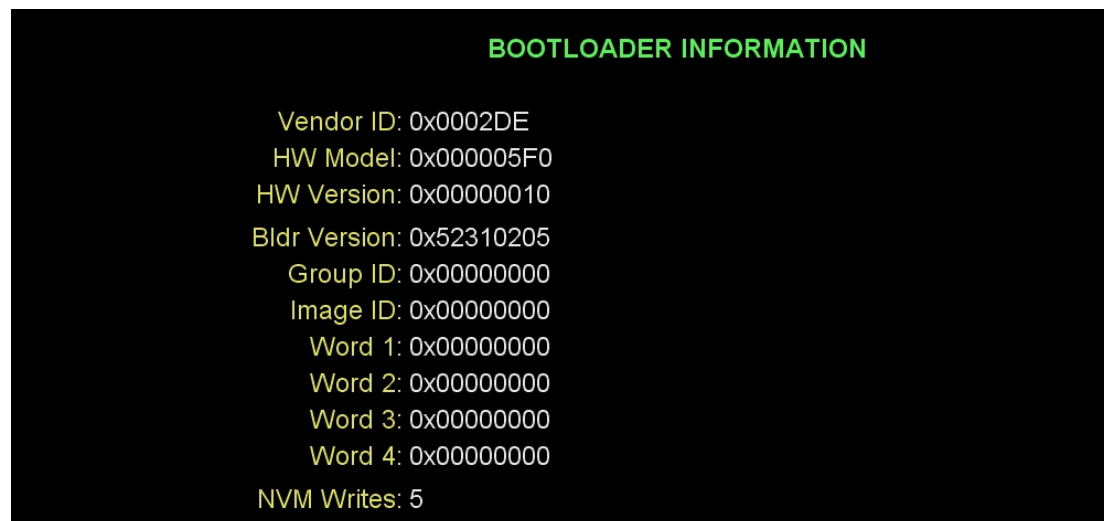 BOOTLOADER INFORMATION
Vendor ID: 0x0002DE
HW Model: 0x000005F0
HW Version: 0x00000010
Bldr Version: 0x52310205
Group ID: 0x00000000
Image ID: 0x00000000
Word 1: 0x00000000
Word 2: 0x00000000
Word 3: 0x00000000
Word 4: 0x00000000
NVM Writes: 5